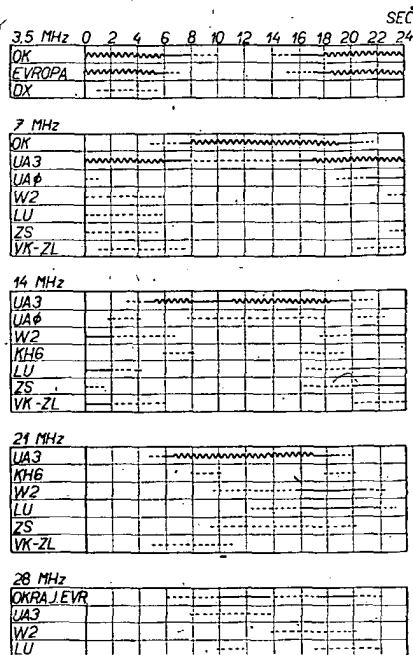 SEČ
3,5 MHz 0 2 4 6 8 10 12 14 16 18 20 22 24
OK
EVROPA
DX
7 MHz
OK
UA3
UAϕ
W2
LU
ZS
VK-ZL
14 MHz
UA3
UAϕ
W2
KH6
LU
ZS
VK-ZL
21 MHz
UA3
KH6
W2
LU
ZS
VK-ZL
28 MHz
OKRAJ.EVR
UA3
W2
LU